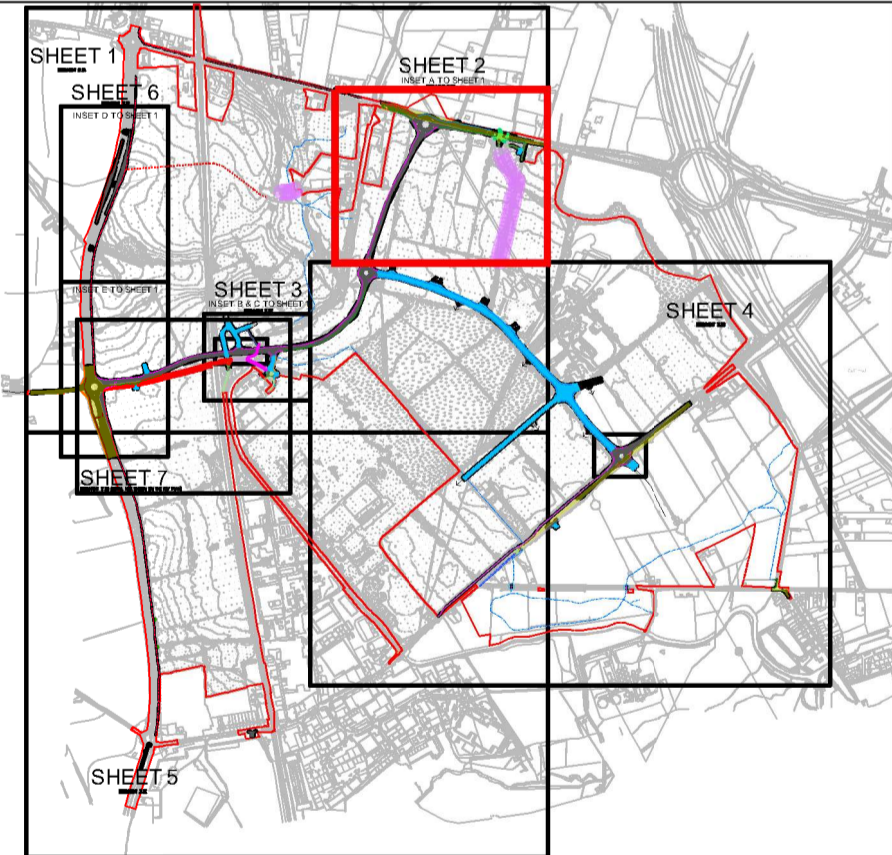 SHEET 1
SHEET 2
INSET A TO SHEET 1
SHEET 6
INSET D TO SHEET 1
INSET E TO SHEET 1
SHEET 3
INSET B & C TO SHEET 1
SHEET 4
SHEET 7
SHEET 5